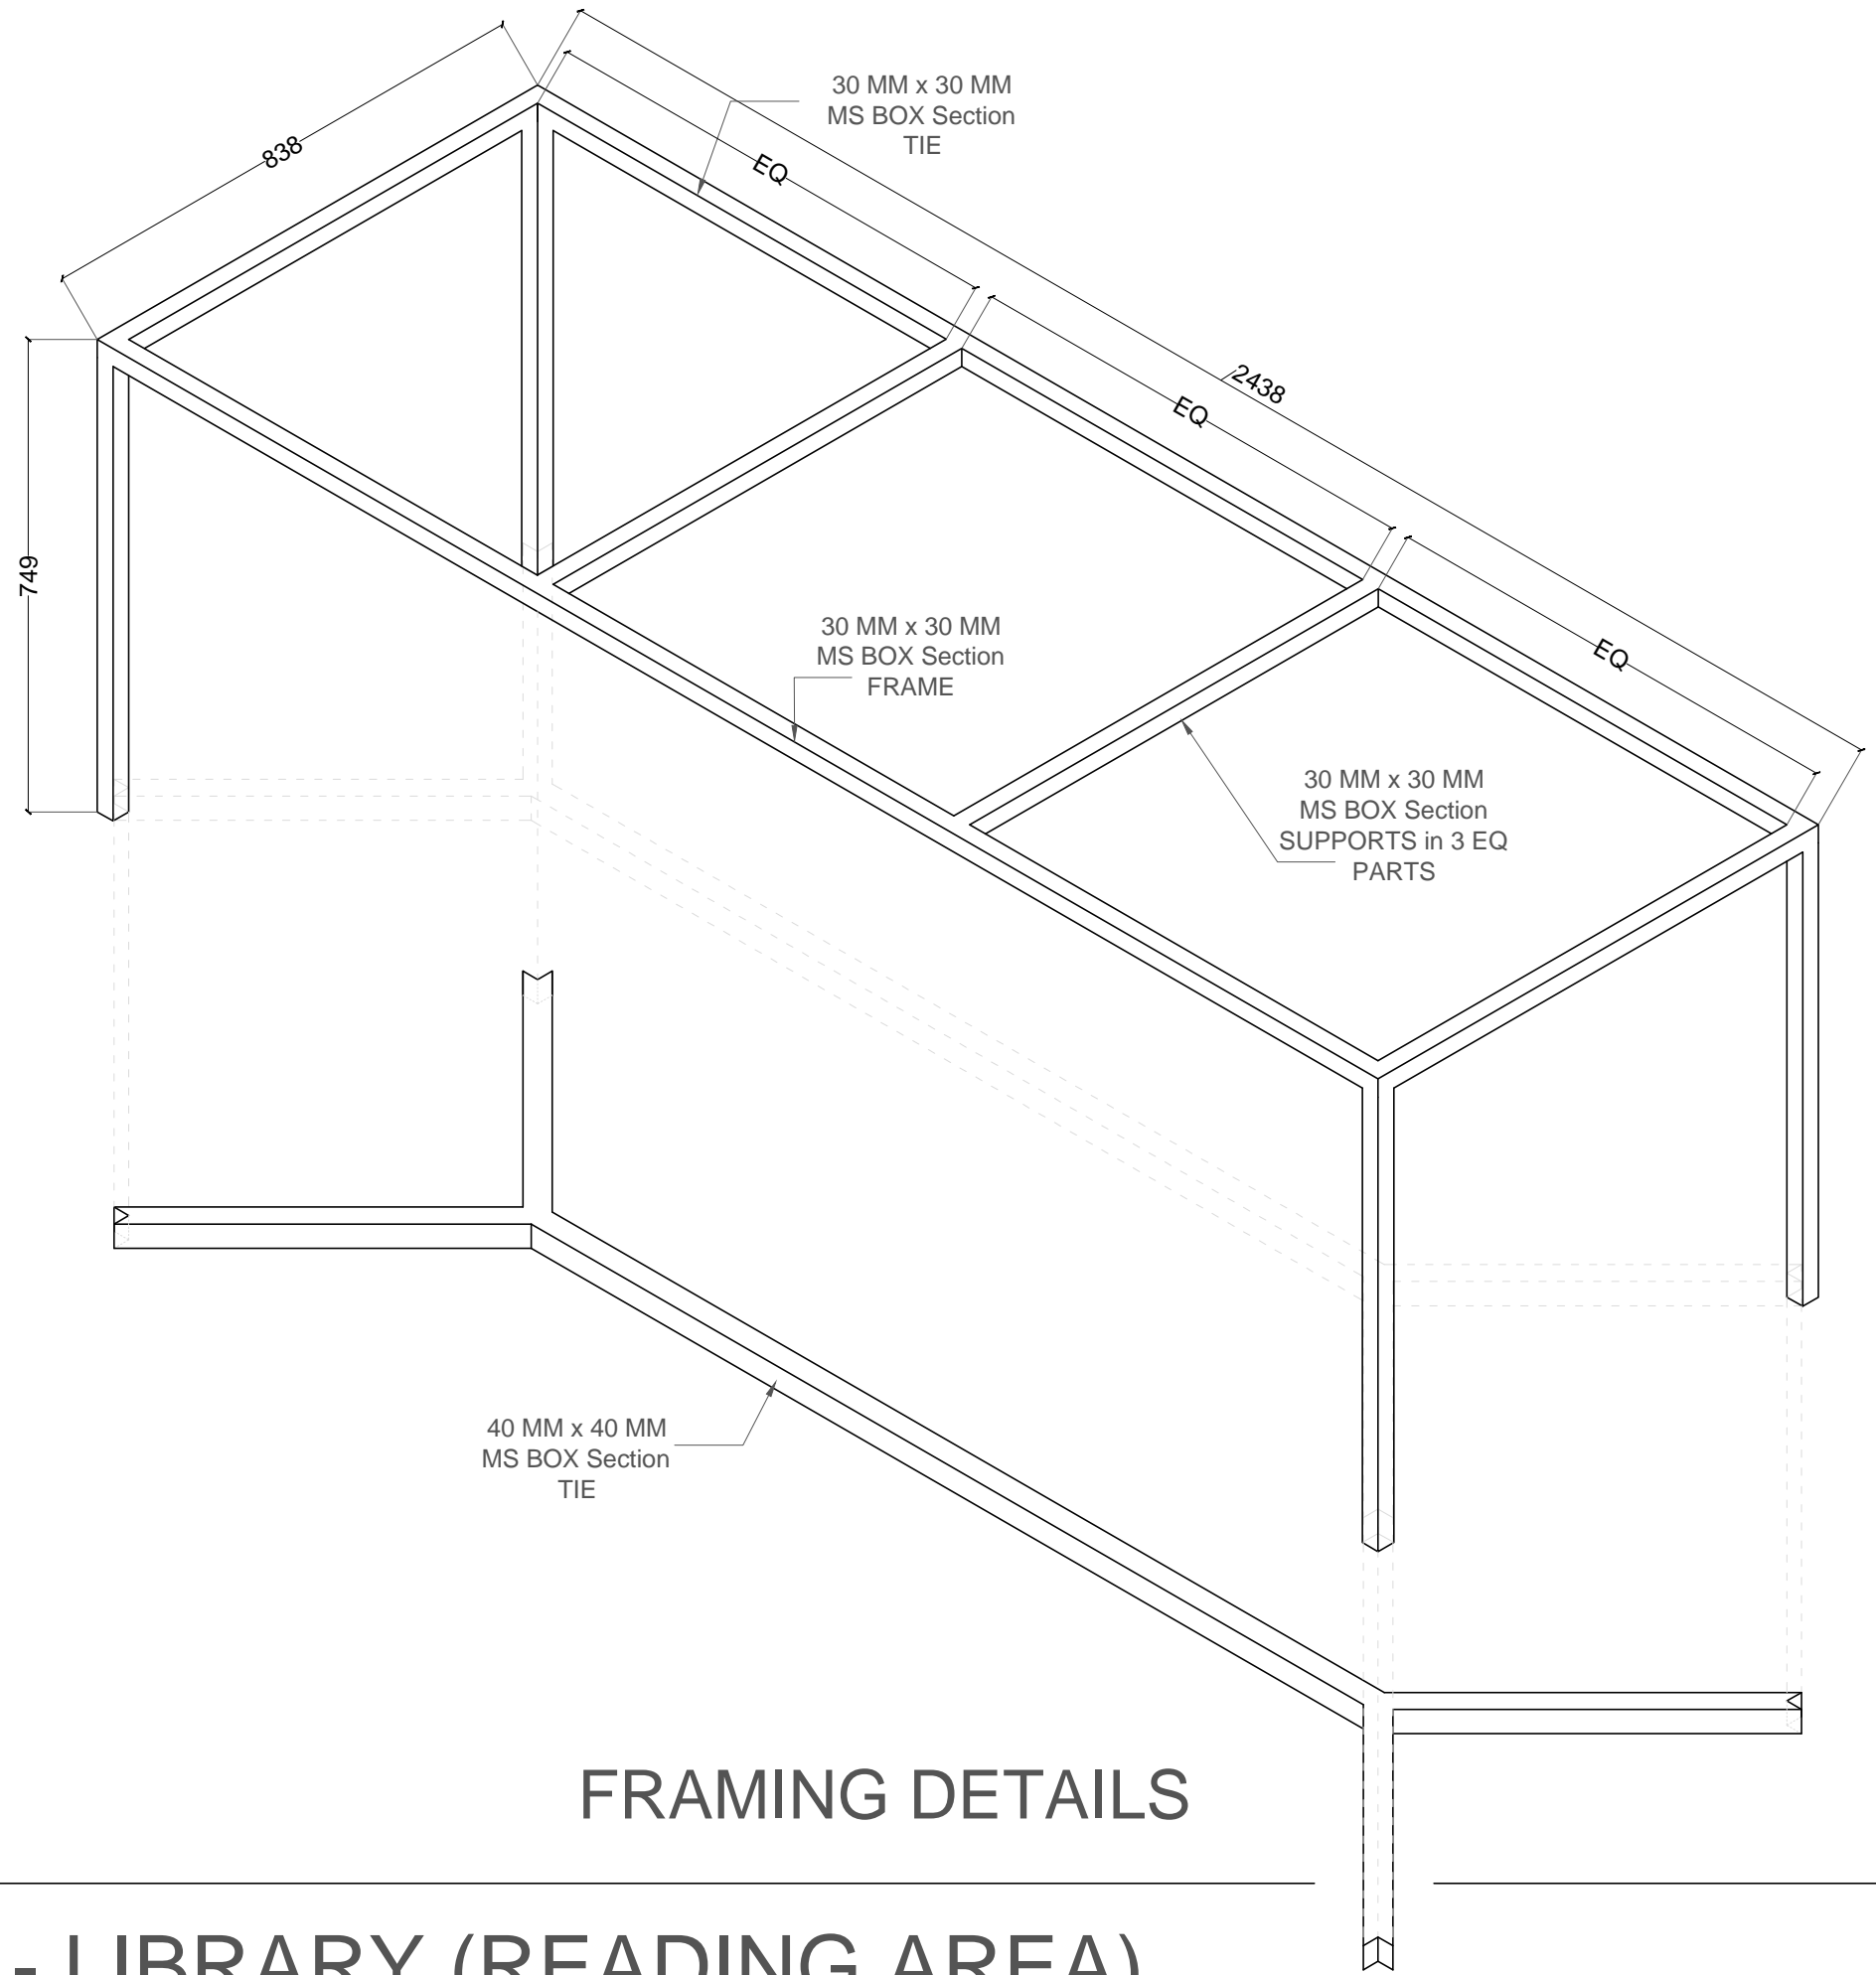 838
30 MM x 30 MM
MS BOX Section
TIE
EQ
2438
EQ
749
30 MM x 30 MM
MS BOX Section
FRAME
EQ
30 MM x 30 MM
MS BOX Section
SUPPORTS in 3 EQ
PARTS
40 MM x 40 MM
MS BOX Section
TIE
FRAMING DETAILS
- LIBRARY (READING AREA)